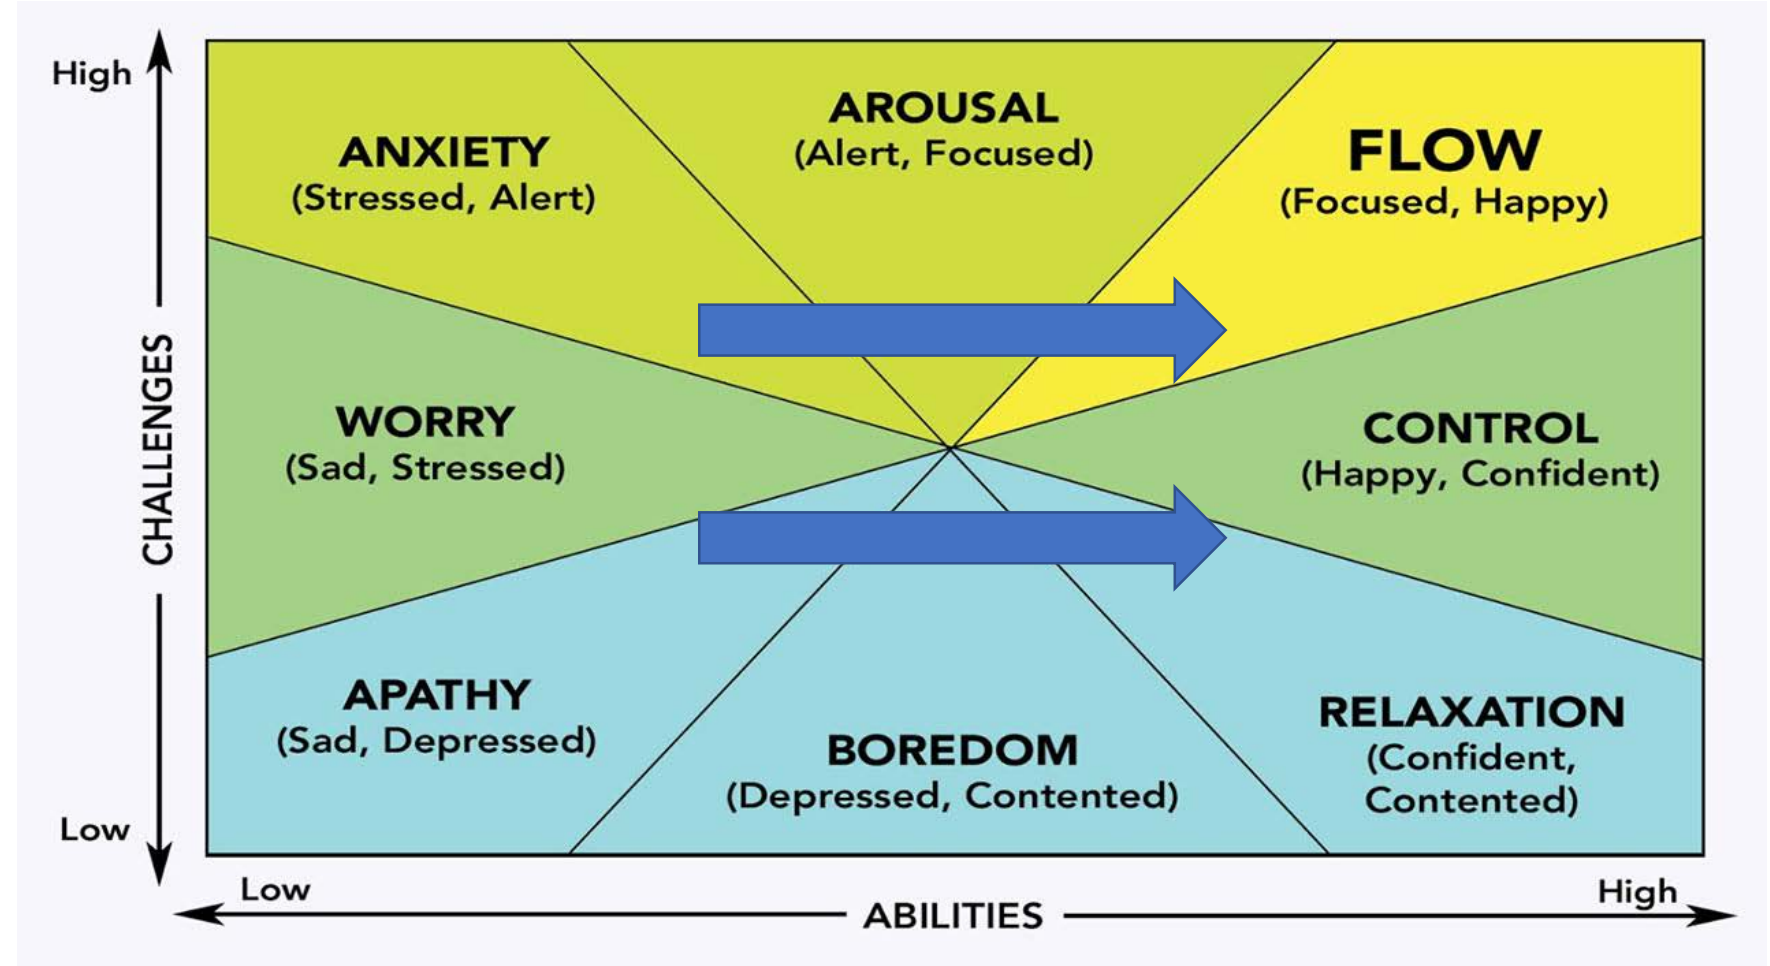 High
ANXIETY
(Stressed, Alert)
AROUSAL
(Alert, Focused)
FLOW
(Focused, Happy)
CHALLENGES
WORRY
(Sad, Stressed)
CONTROL
(Happy, Confident)
APATHY
(Sad, Depressed)
BOREDOM
(Depressed, Contented)
RELAXATION
(Confident,
Contented)
Low
Low
ABILITIES
High